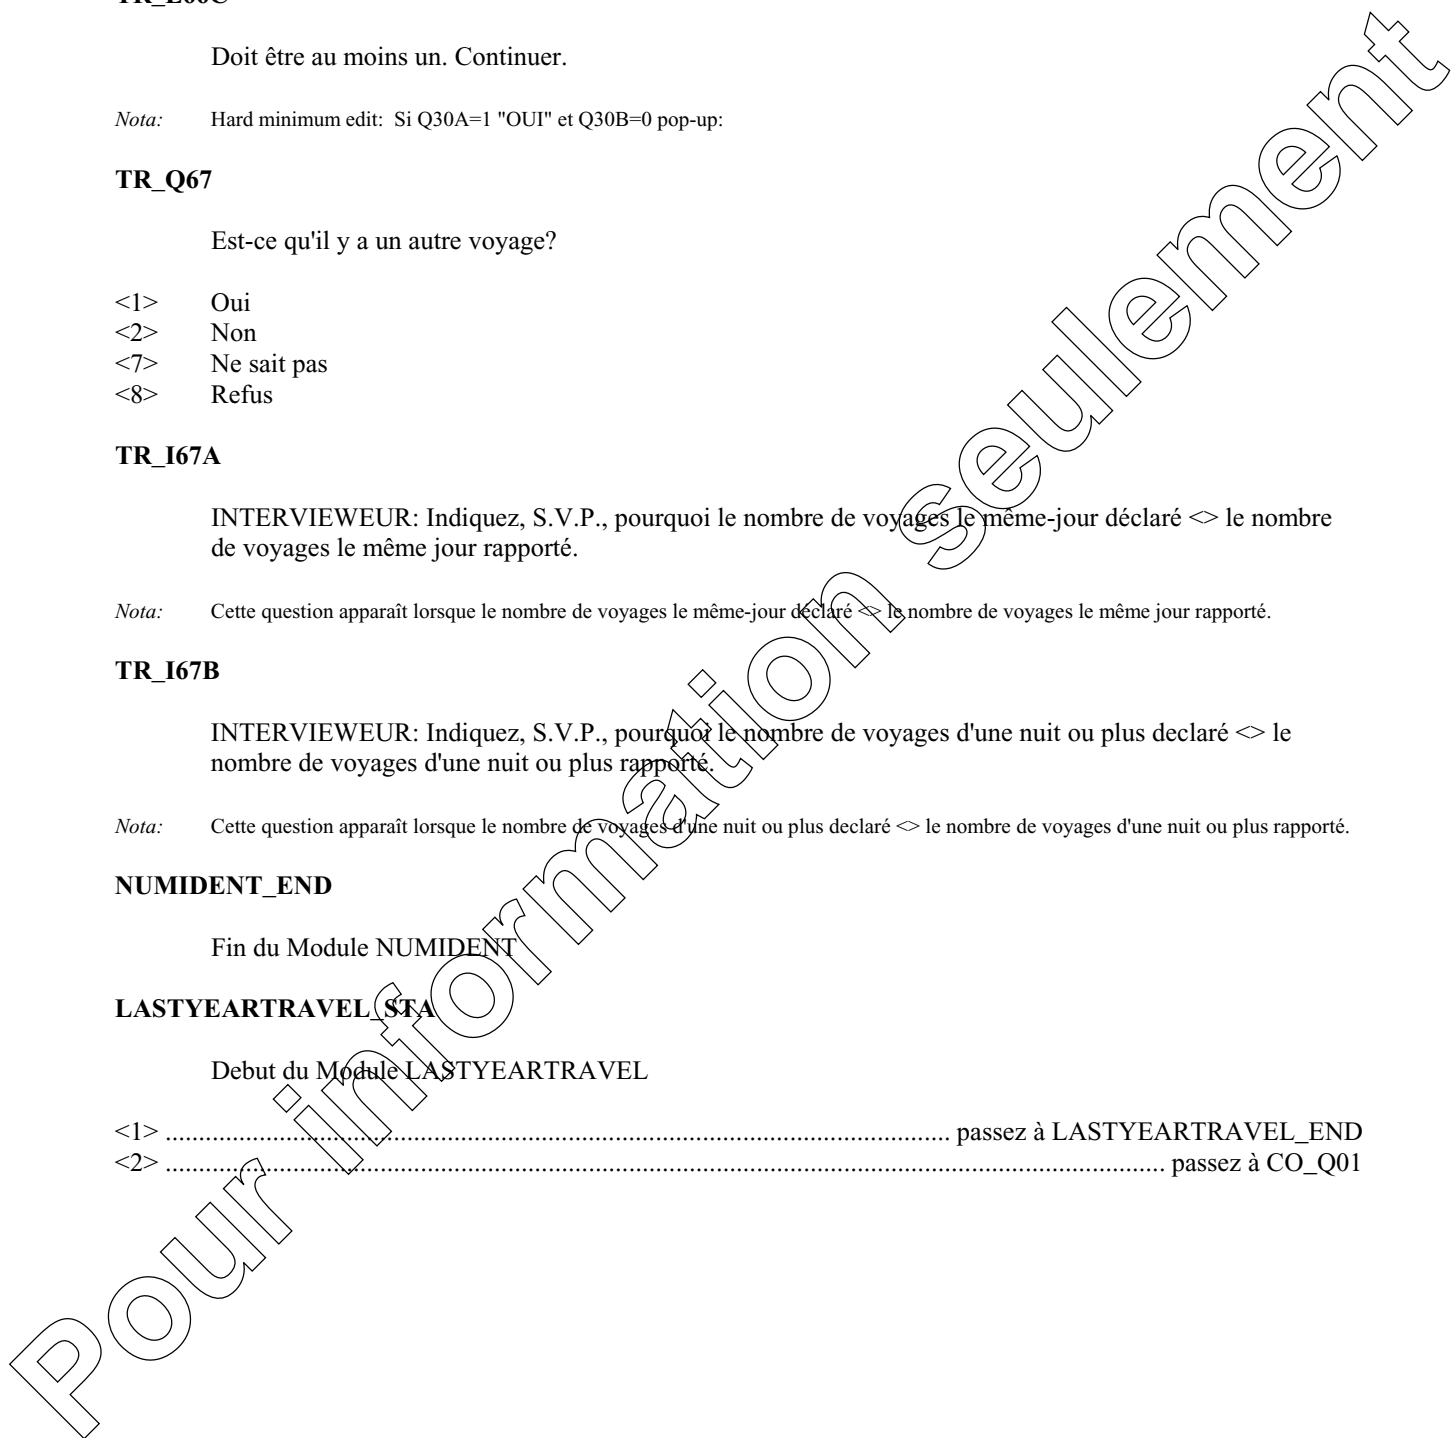 Doit être au moins un. Continuer.
Nota: Hard minimum edit: Si Q30A=1 "OUI" et Q30B=0 pop-up:
TR_Q67
Est-ce qu'il y a un autre voyage?
<1> Oui
<2> Non
<7> Ne sait pas
<8> Refus
TR_I67A
INTERVIEWEUR: Indiquez, S.V.P., pourquoi le nombre de voyages le même-jour déclaré <> le nombre
de voyages le même jour rapporté.
Nota: Cette question apparaît lorsque le nombre de voyages le même-jour déclaré <> le nombre de voyages le même jour rapporté.
TR_I67B
INTERVIEWEUR: Indiquez, S.V.P., pourquoi le nombre de voyages d'une nuit ou plus declaré <> le
nombre de voyages d'une nuit ou plus rapporté.
Nota: Cette question apparaît lorsque le nombre de voyages d'une nuit ou plus declaré <> le nombre de voyages d'une nuit ou plus rapporté.
NUMIDENT_END
Fin du Module NUMIDENT
LASTYEARTRAVEL_STA
Debut du Module LASTYEARTRAVEL
<1> ........................................................................................................................ passez à LASTYEARTRAVEL_END
<2> ........................................................................................................................................................ passez à CO_Q01
Pour information seulement